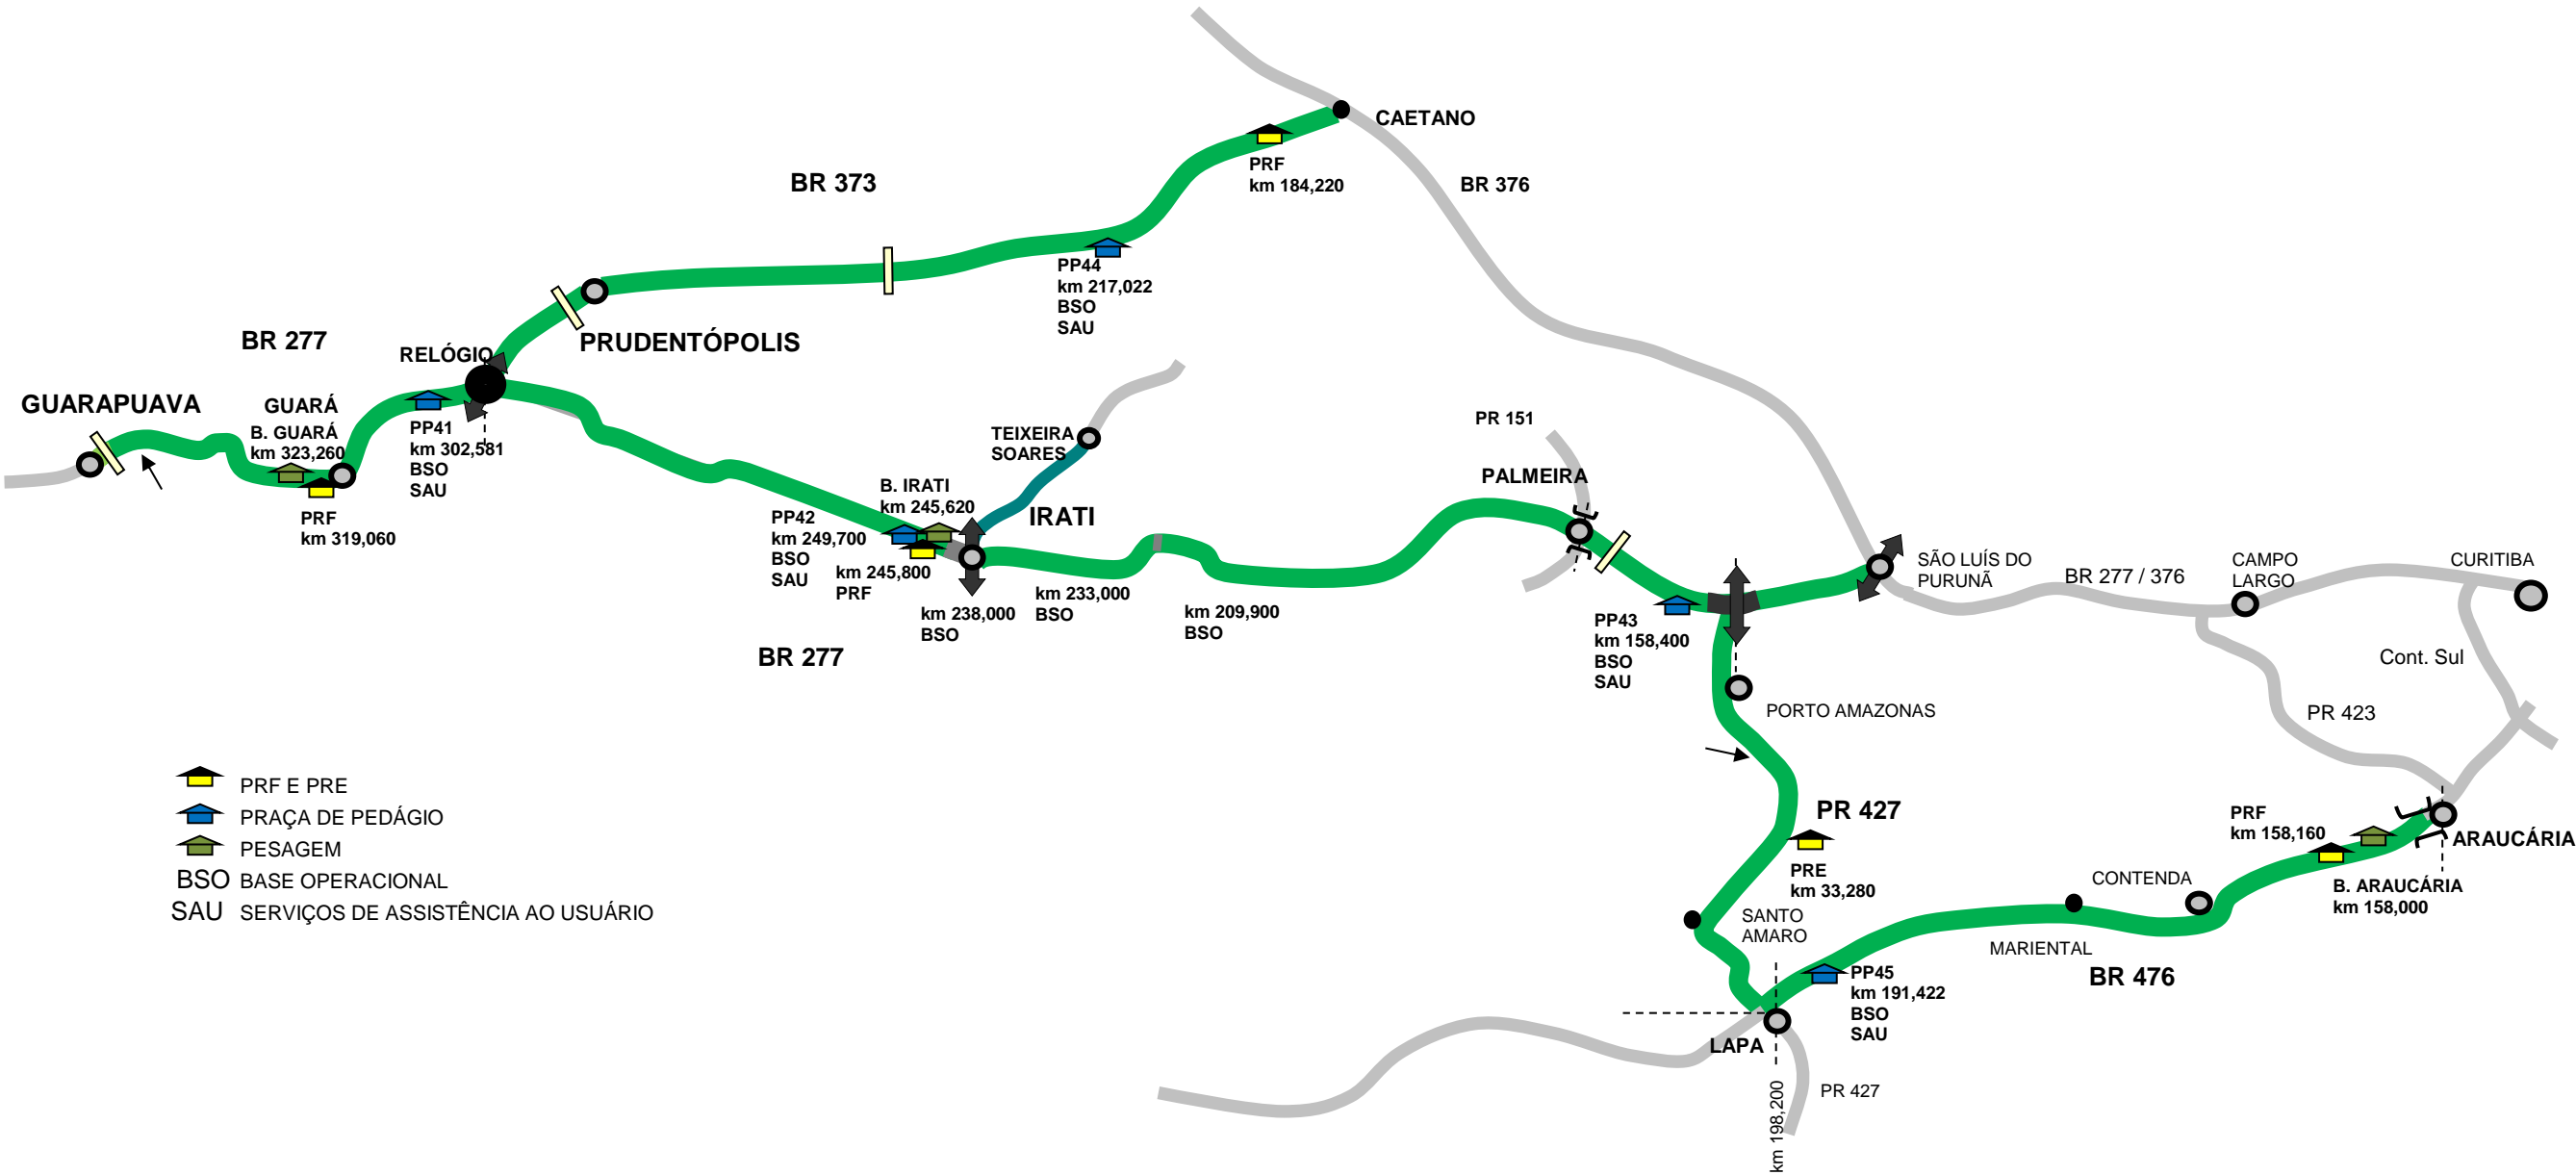 CAETANO
PRF
km 184,220
BR 373
BR 376
PP44
km 217,022
BSO
SAU
BR 277
RELÓGIO
PRUDENTÓPOLIS
GUARAPUAVA
GUARÁ
B. GUARÁ
km 323,260
PRF
km 319,060
PP41
km 302,581
BSO
SAU
TEIXEIRA
SOARES
PR 151
PALMEIRA
B. IRATI
km 245,620
IRATI
PP42
km 249,700
BSO
SAU
km 245,800
PRF
km 238,000
BSO
km 233,000
BSO
km 209,900
BSO
BR 277
PP43
km 158,400
BSO
SAU
SÃO LUÍS DO
PURUNÃ
BR 277 / 376
CAMPO
LARGO
CURITIBA
Cont. Sul
PR 423
PORTO AMAZONAS
PR 427
PRE
km 33,280
PRF
km 158,160
ARAUCÁRIA
B. ARAUCÁRIA
km 158,000
CONTENDA
MARIENTAL
BR 476
SANTO
AMARO
PP45
km 191,422
BSO
SAU
LAPA
PR 427
km 198,200
PRF E PRE
PRAÇA DE PEDÁGIO
PESAGEM
BSO BASE OPERACIONAL
SAU SERVIÇOS DE ASSISTÊNCIA AO USUÁRIO